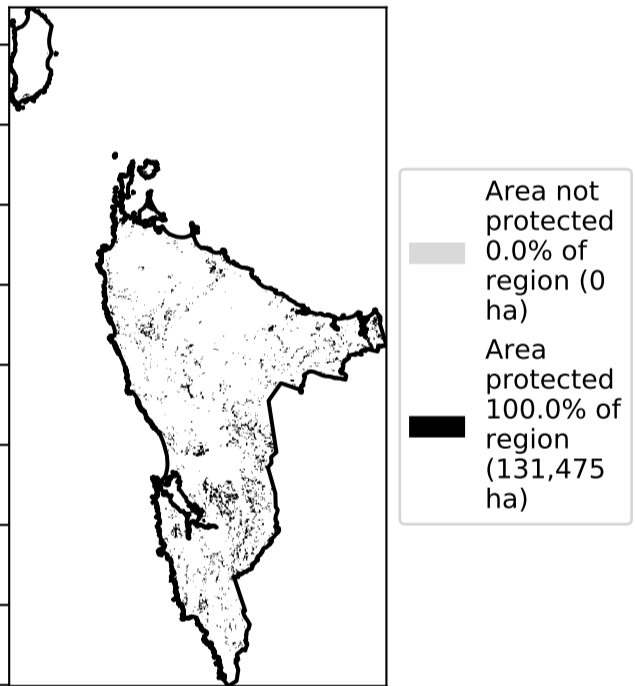 Area not
protected
0.0% of
region (0
ha)
Area
protected
100.0% of
region
(131,475
ha)